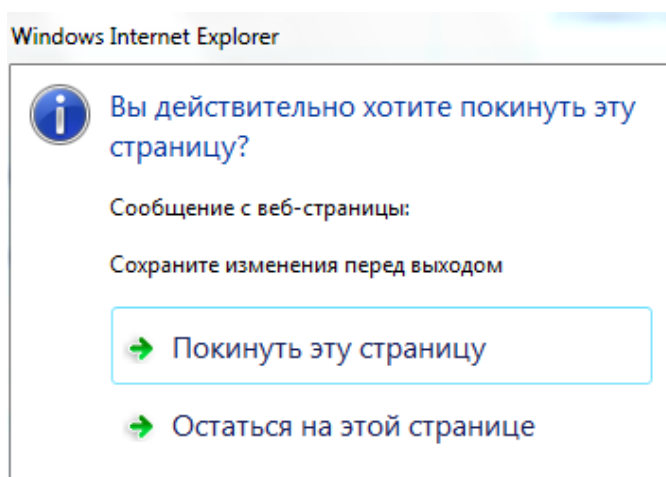 Windows Internet Explorer
Вы действительно хотите покинуть эту
страницу?
Сообщение с веб-страницы:
Сохраните изменения перед выходом
Покинуть эту страницу
Остаться на этой странице